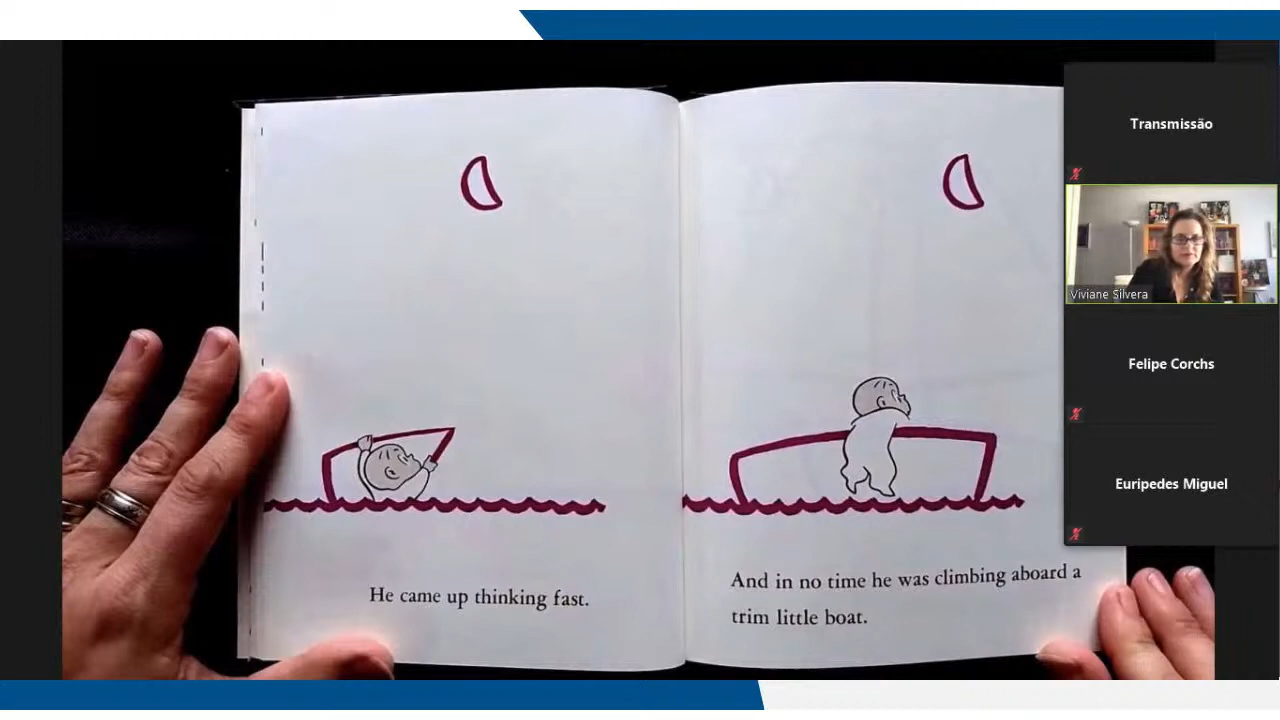 He came up thinking fast.
And in no time he was climbing aboard a
trim little boat.
Transmissão
Viviane Silvera
Felipe Corchs
Euripedes Miguel